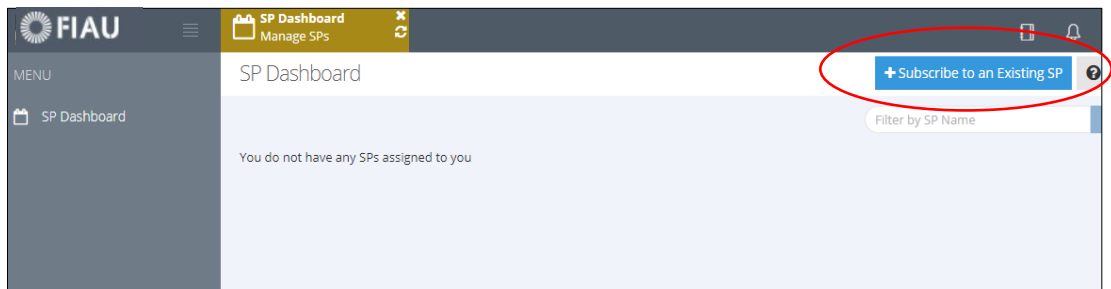 FIAU
SP Dashboard
Manage SPs
MENU
SP Dashboard
SP Dashboard
+ Subscribe to an Existing SP
?
Filter by SP Name
You do not have any SPs assigned to you